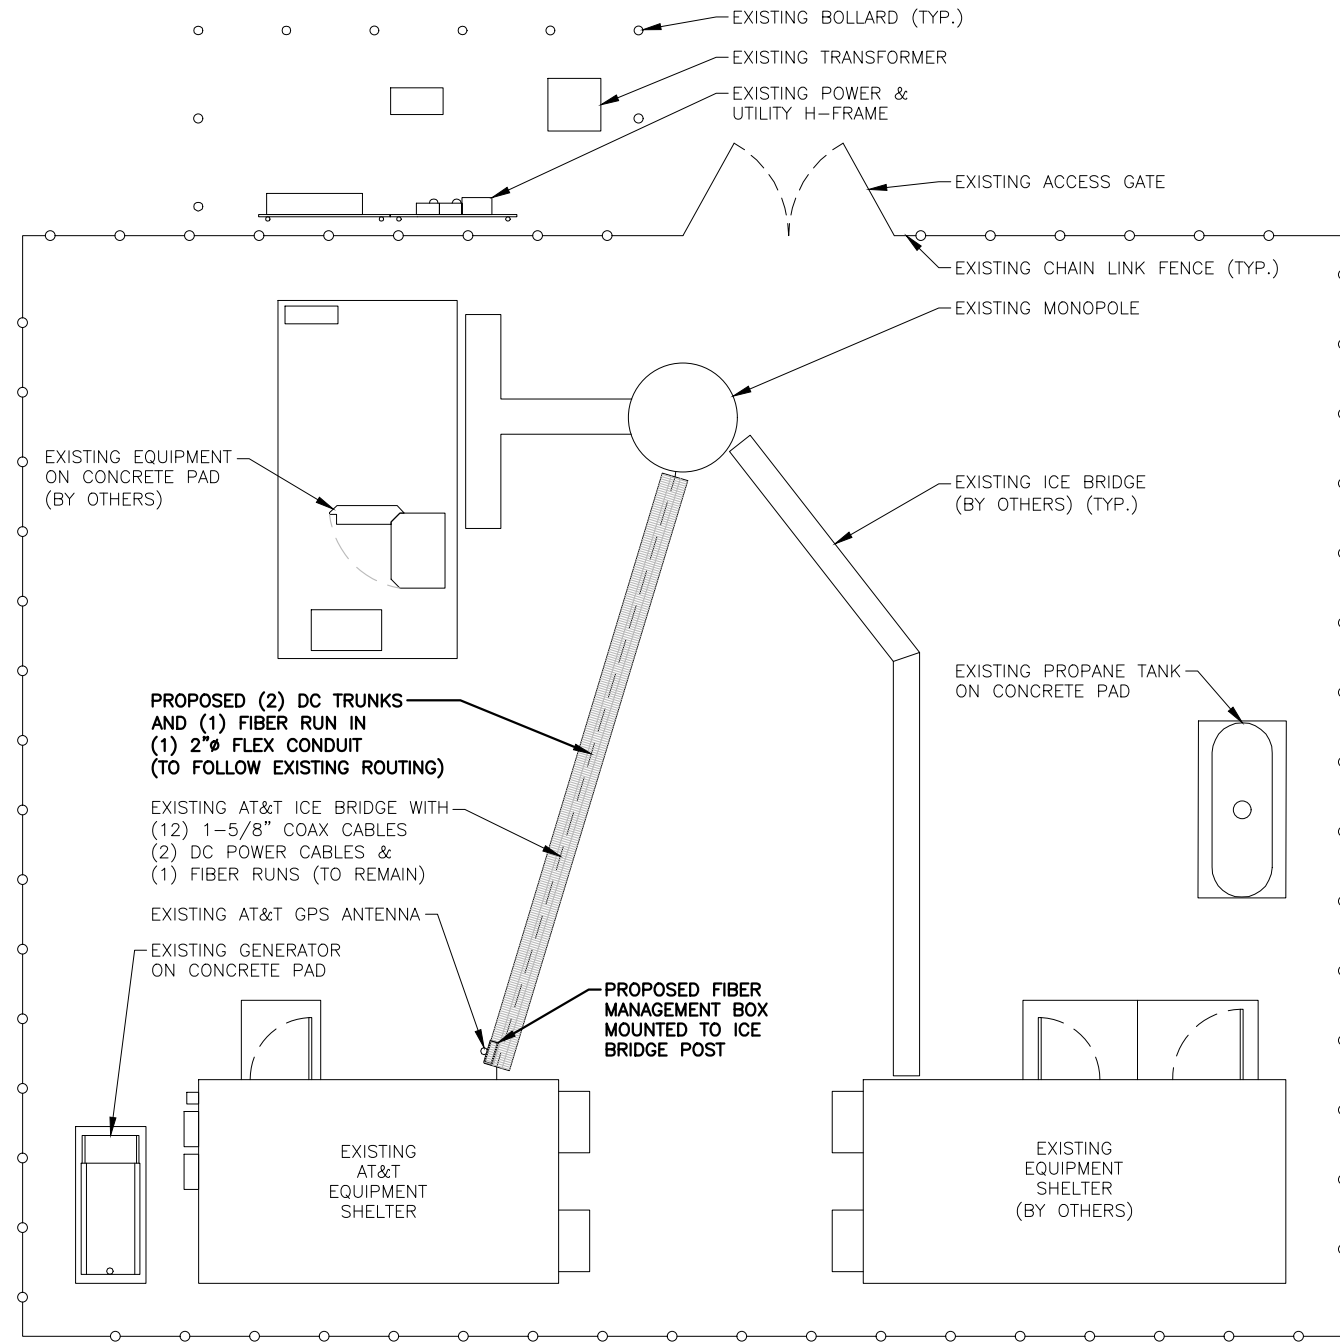 EXISTING BOLLARD (TYP.)
EXISTING TRANSFORMER
EXISTING POWER &
UTILITY H-FRAME
EXISTING ACCESS GATE
EXISTING CHAIN LINK FENCE (TYP.)
EXISTING MONOPOLE
EXISTING EQUIPMENT
ON CONCRETE PAD
(BY OTHERS)
EXISTING ICE BRIDGE
(BY OTHERS) (TYP.)
EXISTING PROPANE TANK
ON CONCRETE PAD
PROPOSED (2) DC TRUNKS
AND (1) FIBER RUN IN
(1) 2"ø FLEX CONDUIT
(TO FOLLOW EXISTING ROUTING)
EXISTING AT&T ICE BRIDGE WITH
(12) 1-5/8" COAX CABLES
(2) DC POWER CABLES &
(1) FIBER RUNS (TO REMAIN)
EXISTING AT&T GPS ANTENNA
EXISTING GENERATOR
ON CONCRETE PAD
PROPOSED FIBER
MANAGEMENT BOX
MOUNTED TO ICE
BRIDGE POST
EXISTING
AT&T
EQUIPMENT
SHELTER
EXISTING
EQUIPMENT
SHELTER
(BY OTHERS)